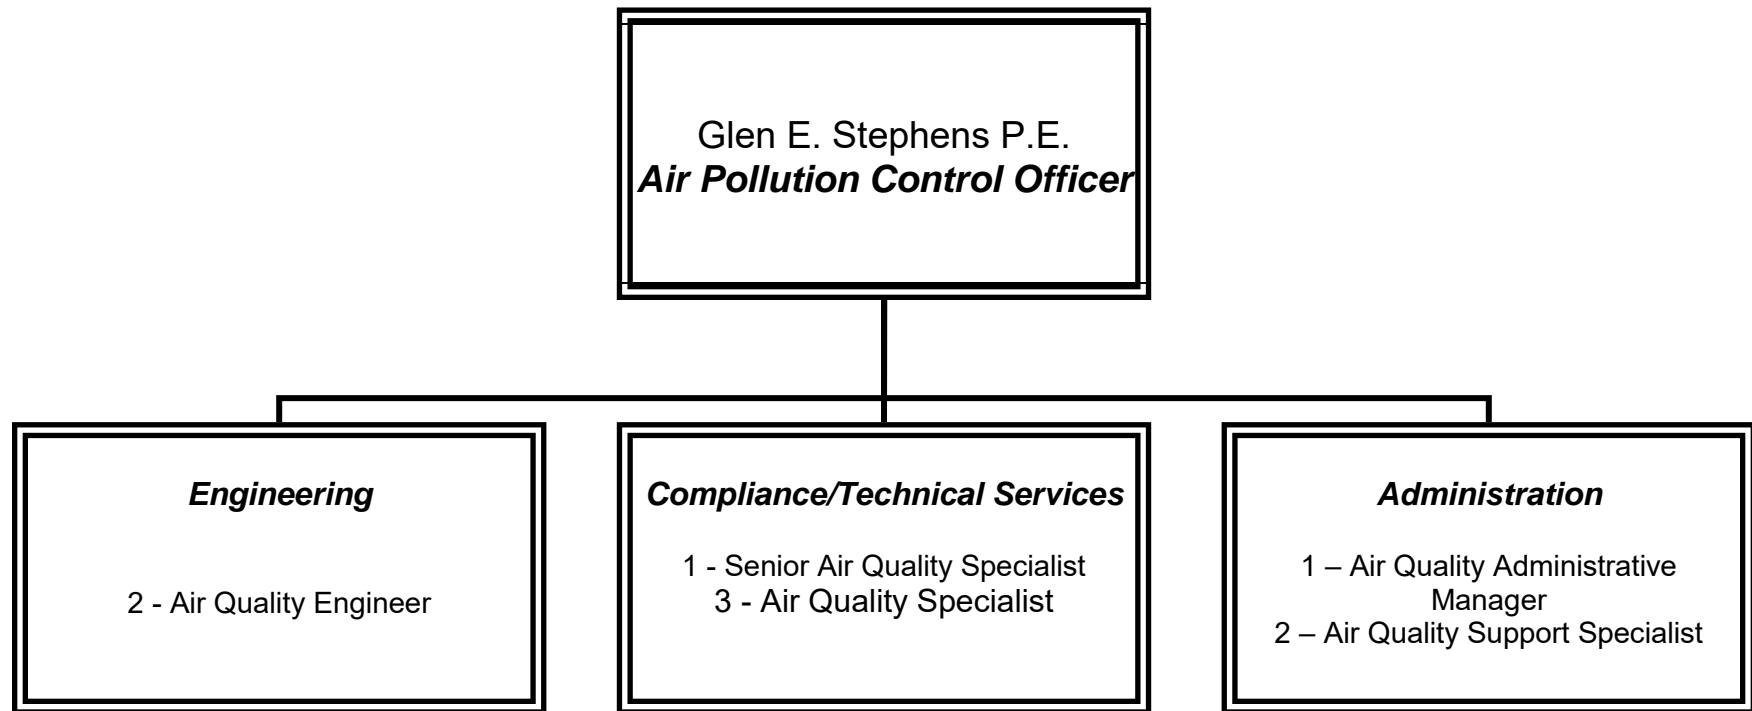 Glen E. Stephens P.E.
Air Pollution Control Officer
Engineering
2 - Air Quality Engineer
Compliance/Technical Services
1 - Senior Air Quality Specialist
3 - Air Quality Specialist
Administration
1 – Air Quality Administrative
Manager
2 – Air Quality Support Specialist